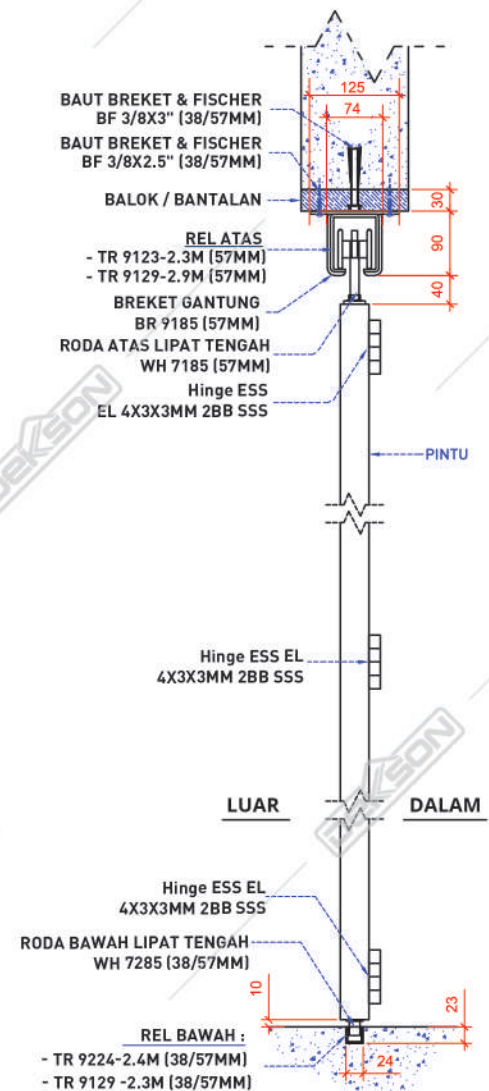 125
BAUT BREKET & FISCHER
BF 3/8X3" (38/57MM)
74
BAUT BREKET & FISCHER
BF 3/8X2.5" (38/57MM)
BALOK / BANTALAN
30
REL ATAS
- TR 9123-2.3M (57MM)
- TR 9129-2.9M (57MM)
90
BREKET GANTUNG
BR 9185 (57MM)
40
RODA ATAS LIPAT TENGAH
WH 7185 (57MM)
Hinge ESS
EL 4X3X3MM 2BB SSS
DEKSON
PINTU
Hinge ESS EL
4X3X3MM 2BB SSS
DEKSON
LUAR
DALAM
Hinge ESS EL
4X3X3MM 2BB SSS
RODA BAWAH LIPAT TENGAH
WH 7285 (38/57MM)
10
23
REL BAWAH :
- TR 9224-2.4M (38/57MM)
- TR 9129 -2.3M (38/57MM)
24